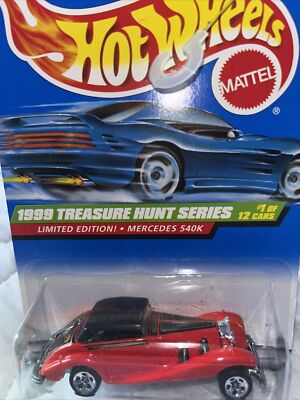 Hot Wheels
MATTEL
®
1999 TREASURE HUNT SERIES #1 OF
12 CARS
LIMITED EDITION! • MERCEDES 540K